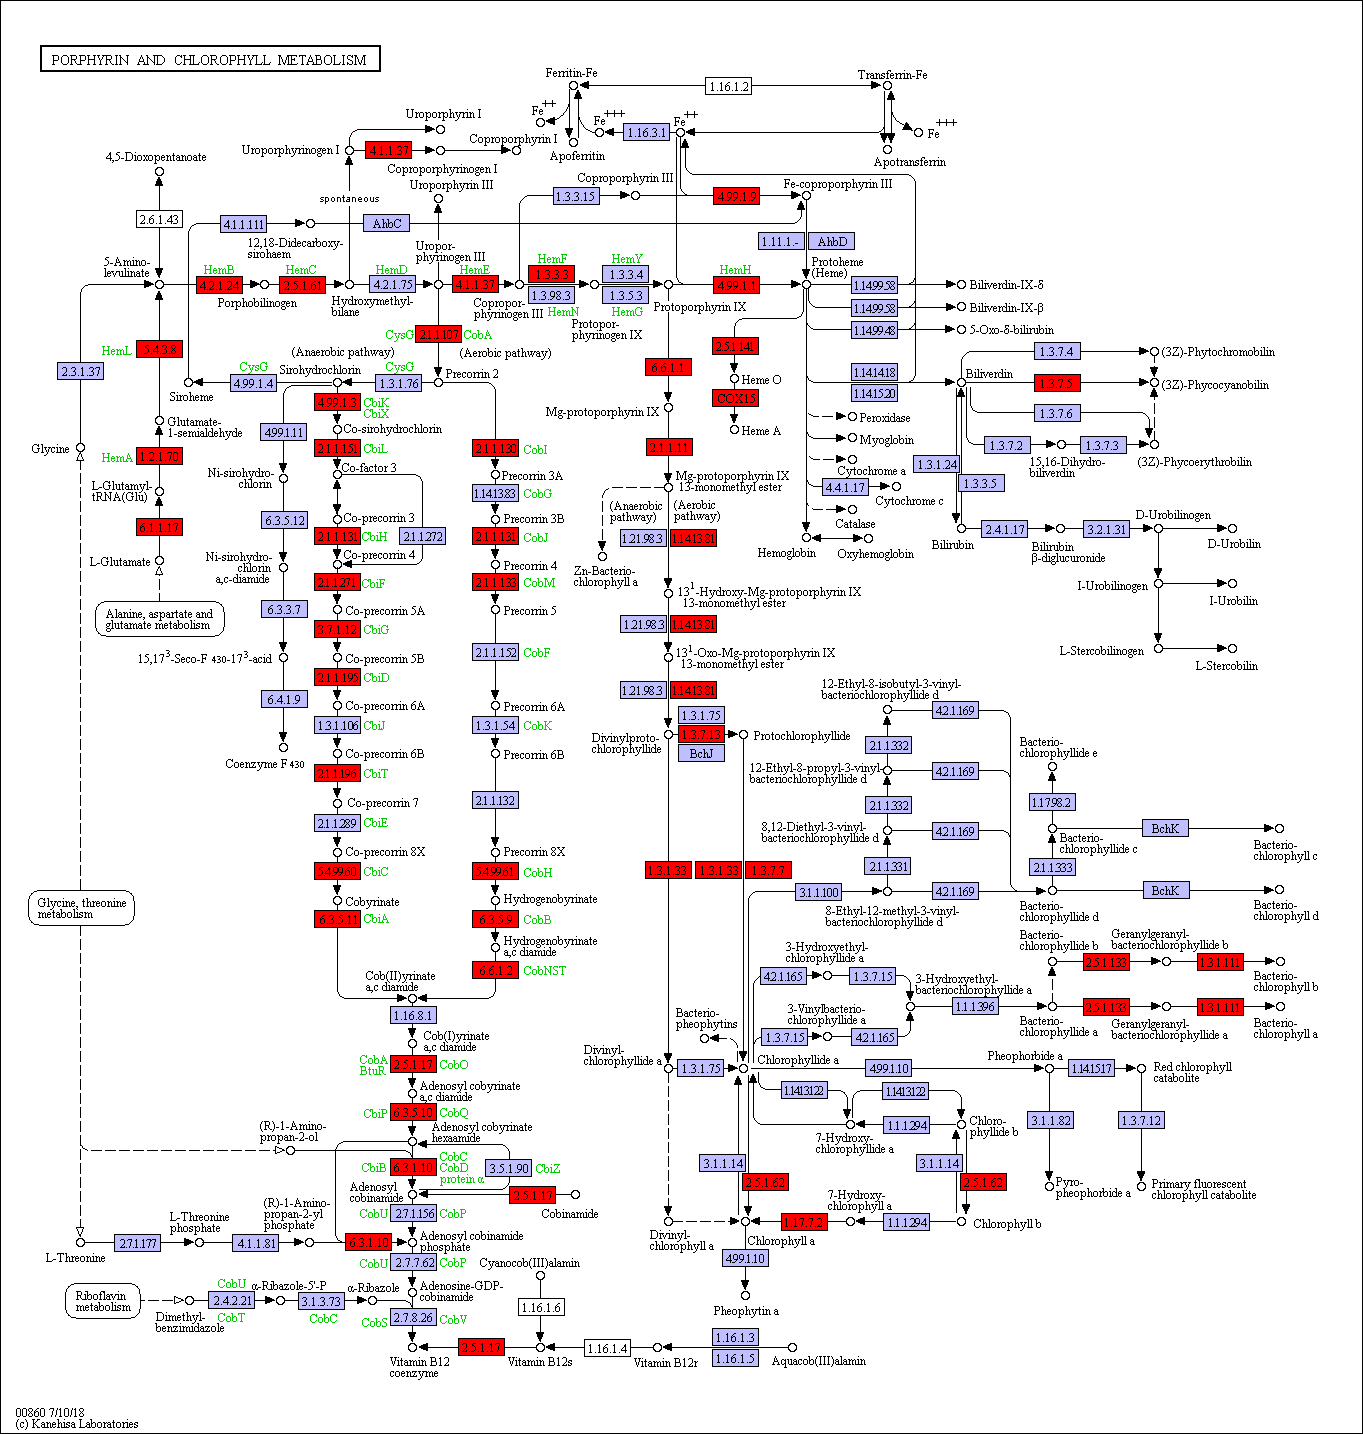 PORPHYRIN AND CHLOROPHYLL METABOLISM
Ferritin-Fe
1.16.1.2
Transferrin-Fe
Fe++
Fe+++
1.16.3.1
Fe++
Fe+++
Apoferritin
Apotransferrin
Uroporphyrin I
Uroporphyrinogen I
4.1.1.37
Coproporphyrin I
Coproporphyrinogen I
Uroporphyrin III
4,5-Dioxopentanoate
spontaneous
Coproporphyrin III
1.3.3.15
4.99.1.9
Fe-coproporphyrin III
2.6.1.43
4.1.1.111
AhbC
12,18-Didecarboxy-
sirohaem
Uropor-
phyrinogen III
1.11.1.-
AhbD
5-Amino-
levulinate
HemB
4.2.1.24
Porphobilinogen
HemC
2.5.1.61
Hydroxymethyl-
bilane
HemD
4.2.1.75
HemE
4.1.1.37
Copropor-
phyrinogen III
HemF
1.3.3.3
1.3.98.3
HemN
HemY
1.3.3.4
1.3.5.3
HemG
Protopor-
phyrinogen IX
Protoporphyrin IX
HemH
4.99.1.1
Protoheme
(Heme)
1.14.99.58
Biliverdin-IX-δ
1.14.99.58
Biliverdin-IX-β
1.14.99.48
5-Oxo-δ-bilirubin
CysG
2.1.1.107
CobA
HemL
5.4.3.8
2.3.1.37
(Anaerobic pathway)
Sirohydrochlorin
(Aerobic pathway)
CysG
4.99.1.4
Siroheme
CysG
1.3.1.76
Precorrin 2
2.5.1.141
Heme O
COX15
Heme A
6.6.1.1
Mg-protoporphyrin IX
2.1.1.11
Mg-protoporphyrin IX
13-monomethyl ester
1.14.14.18
1.14.15.20
Biliverdin
1.3.7.4
(3Z)-Phytochromobilin
1.3.7.5
(3Z)-Phycocyanobilin
1.3.7.6
1.3.7.2
1.3.7.3
15,16-Dihydro-
biliverdin
(3Z)-Phycoerythrobilin
Peroxidase
Myoglobin
Cytochrome a
4.4.1.17
Cytochrome c
Catalase
Hemoglobin
Oxyhemoglobin
1.3.1.24
1.3.3.5
Bilirubin
2.4.1.17
Bilirubin
β-diglucuronide
3.2.1.31
D-Urobilinogen
D-Urobilin
I-Urobilinogen
I-Urobilin
L-Stercobilinogen
L-Stercobilin
Glycine
Glutamate-
1-semialdehyde
HemA
1.2.1.70
L-Glutamyl-
tRNA(Glu)
6.1.1.17
L-Glutamate
Alanine, aspartate and
glutamate metabolism
4.99.1.11
Ni-sirohydro-
chlorin
6.3.5.12
Ni-sirohydro-
chlorin
a,c-diamide
6.3.3.7
15,17³-Seco-F 430-17³-acid
6.4.1.9
Coenzyme F 430
4.99.1.3
CbiK
CbiX
Co-sirohydrochlorin
2.1.1.151
CbiL
Co-factor 3
Co-precorrin 3
2.1.1.131
CbiH
2.1.1.272
Co-precorrin 4
2.1.1.271
CbiF
Co-precorrin 5A
3.7.1.12
CbiG
Co-precorrin 5B
2.1.1.195
CbiD
Co-precorrin 6A
1.3.1.106
CbiJ
Co-precorrin 6B
2.1.1.196
CbiT
Co-precorrin 7
2.1.1.289
CbiE
Co-precorrin 8X
5.4.99.60
CbiC
Cobyrinate
6.3.5.11
CbiA
2.1.1.130
CobI
Precorrin 3A
1.14.13.83
CobG
Precorrin 3B
2.1.1.131
CobJ
Precorrin 4
2.1.1.133
CobM
Precorrin 5
2.1.1.152
CobF
Precorrin 6A
1.3.1.54
CobK
Precorrin 6B
2.1.1.132
Precorrin 8X
5.4.99.61
CobH
Hydrogenobyrinate
6.3.5.9
CobB
Hydrogenobyrinate
a,c diamide
6.6.1.2
CobNST
(Anaerobic
pathway)
(Aerobic
pathway)
1.21.98.3
1.14.13.81
Zn-Bacterio-
chlorophyll a
13¹-Hydroxy-Mg-protoporphyrin IX
13-monomethyl ester
1.21.98.3
1.14.13.81
13¹-Oxo-Mg-protoporphyrin IX
13-monomethyl ester
1.21.98.3
1.14.13.81
1.3.1.75
1.3.7.13
BchJ
Divinylproto-
chlorophyllide
Protochlorophyllide
1.3.1.33
1.3.1.33
1.3.7.7
12-Ethyl-8-isobutyl-3-vinyl-
bacteriochlorophyllide d
4.2.1.169
2.1.1.332
12-Ethyl-8-propyl-3-vinyl-
bacteriochlorophyllide d
4.2.1.169
2.1.1.332
8,12-Diethyl-3-vinyl-
bacteriochlorophyllide d
4.2.1.169
2.1.1.331
3.1.1.100
4.2.1.169
8-Ethyl-12-methyl-3-vinyl-
bacteriochlorophyllide d
Bacterio-
chlorophyllide e
1.17.98.2
Bacterio-
chlorophyllide c
BchK
Bacterio-
chlorophyll c
2.1.1.333
Bacterio-
chlorophyllide d
BchK
Bacterio-
chlorophyll d
Glycine, threonine
metabolism
3-Hydroxyethyl-
chlorophyllide a
4.2.1.165
1.3.7.15
3-Hydroxyethyl-
bacteriochlorophyllide a
3-Vinylbacterio-
chlorophyllide a
1.3.7.15
4.2.1.165
1.1.1.396
Bacterio-
chlorophyllide b
Geranylgeranyl-
bacteriochlorophyllide b
2.5.1.133
1.3.1.111
Bacterio-
chlorophyll b
Bacterio-
chlorophyllide a
2.5.1.133
Geranylgeranyl-
bacteriochlorophyllide a
1.3.1.111
Bacterio-
chlorophyll a
Cob(II)yrinate
a,c diamide
1.16.8.1
Cob(I)yrinate
a,c diamide
CobA
BtuR
2.5.1.17
CobO
Adenosyl cobyrinate
a,c diamide
CbiP
6.3.5.10
CobQ
Adenosyl cobyrinate
hexaamide
CbiB
6.3.1.10
CobC
CobD
protein α
3.5.1.90
CbiZ
Adenosyl
cobinamide
2.5.1.17
Cobinamide
CobU
2.7.1.156
CobP
Adenosyl cobinamide
phosphate
CobU
2.7.7.62
CobP
Adenosine-GDP-
cobinamide
CobS
2.7.8.26
CobV
Vitamin B12
coenzyme
2.5.1.17
Vitamin B12s
Cyanocob(III)alamin
1.16.1.6
1.16.1.4
Vitamin B12r
1.16.1.3
1.16.1.5
Aquacob(III)alamin
Bacterio-
pheophytins
Divinyl-
chlorophyllide a
1.3.1.75
Chlorophyllide a
4.99.1.10
Pheophorbide a
1.14.15.17
Red chlorophyll
catabolite
1.14.13.122
1.14.13.122
7-Hydroxy-
chlorophyllide
1.1.1.294
Chloro-
phyllide b
3.1.1.82
1.3.7.12
3.1.1.14
2.5.1.62
3.1.1.14
2.5.1.62
Pyro-
pheophorbide a
Primary fluorescent
chlorophyll catabolite
7-Hydroxy-
chlorophyll a
1.17.7.2
1.1.1.294
Chlorophyll b
Divinyl-
chlorophyll a
Chlorophyll a
4.99.1.10
Pheophytin a
(R)-1-Amino-
propan-2-ol
L-Threonine
2.7.1.177
L-Threonine
phosphate
4.1.1.81
(R)-1-Amino-
propan-2-yl
phosphate
6.3.1.10
Riboflavin
metabolism
Dimethyl-
benzimidazole
CobU
2.4.2.21
CobT
α-Ribazole-5'-P
3.1.3.73
CobC
α-Ribazole
00860 7/10/18
(c) Kanehisa Laboratories